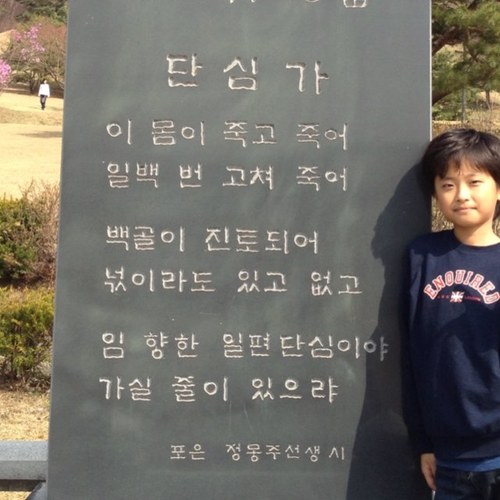 단심가
이 몸이 죽고 죽어
일백 번 고쳐 죽어
백골이 진토되어
넋이라도 있고 없고
임 향한 일편단심이야
가실 줄이 있으랴
포은 정몽주선생 시
ENQUIRED